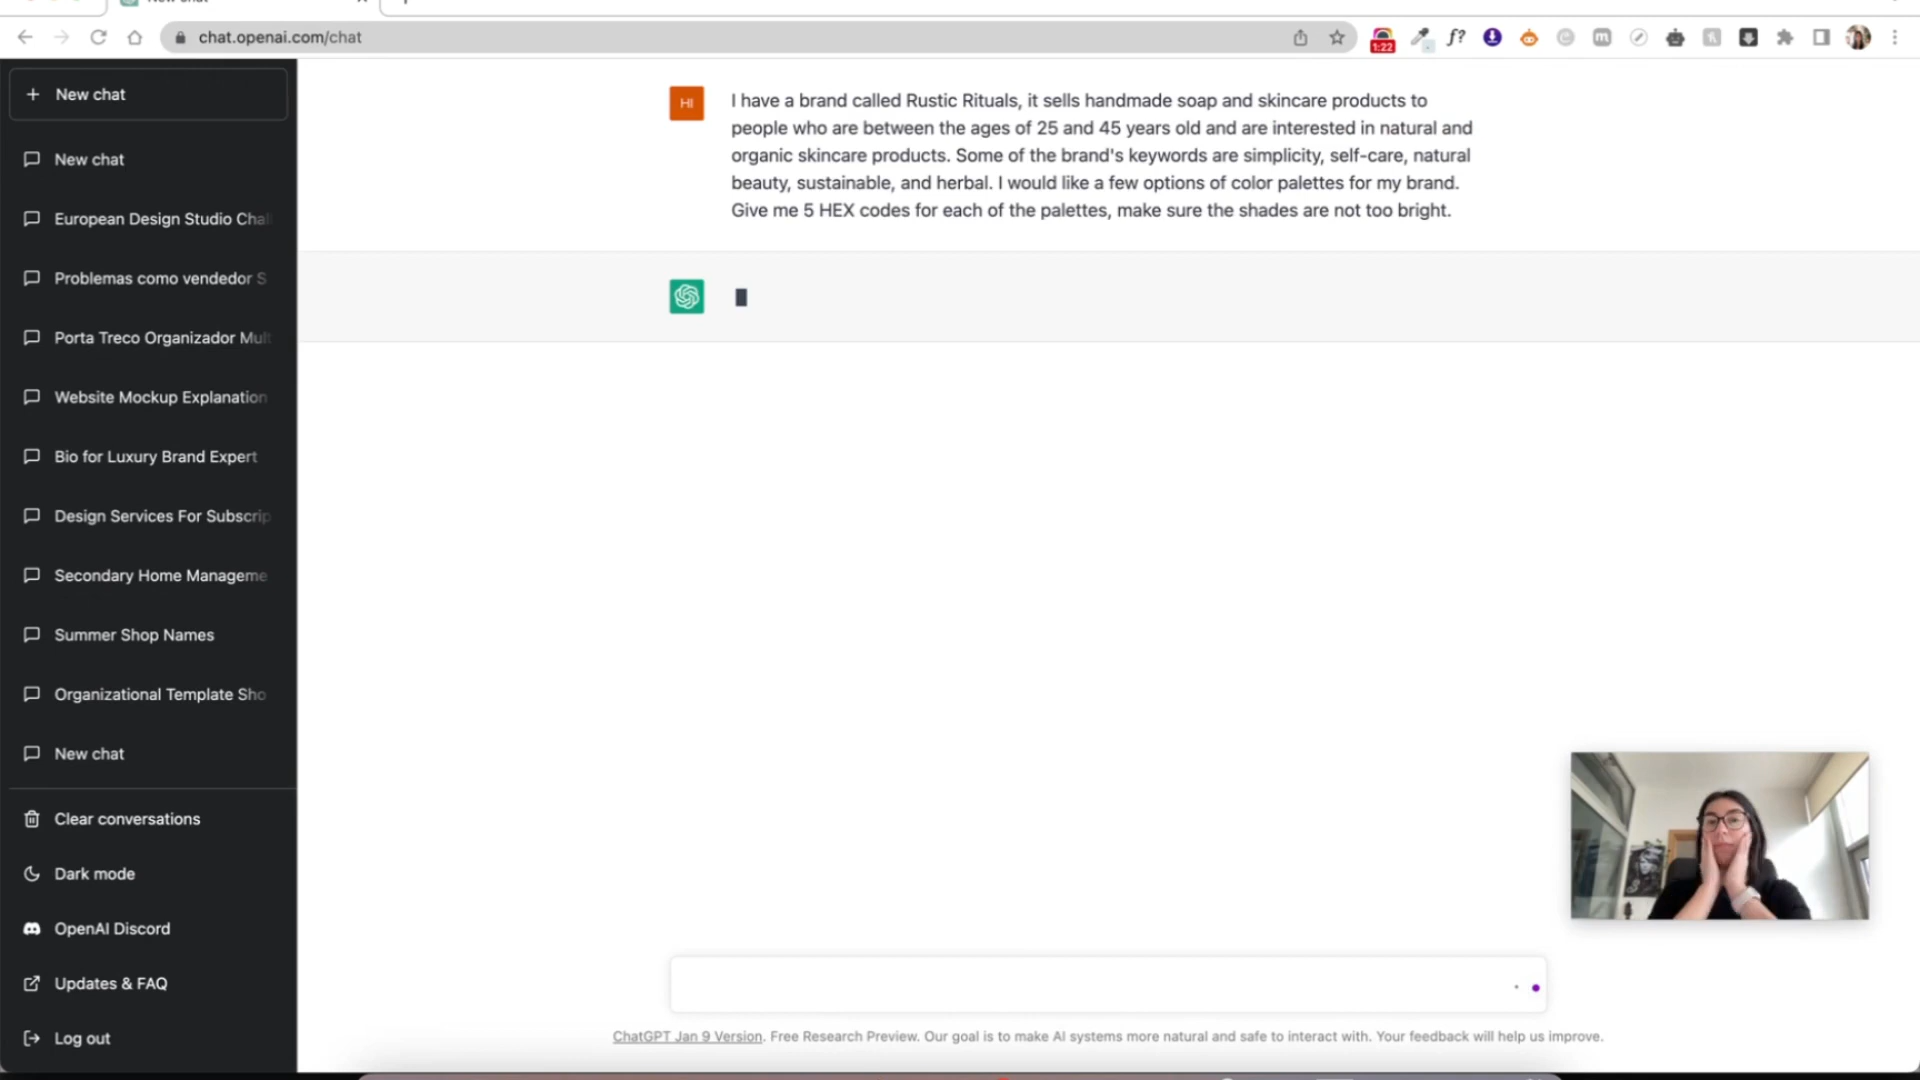 chat.openai.com/chat
f?
1:22
New chat
New chat
European Design Studio Chal
Problemas como vendedor S
Porta Treco Organizador Mult
Website Mockup Explanation
Bio for Luxury Brand Expert
Design Services For Subscrip
Secondary Home Manageme
Summer Shop Names
Organizational Template Sho
New chat
Clear conversations
Dark mode
OpenAI Discord
Updates & FAQ
Log out
HI
I have a brand called Rustic Rituals, it sells handmade soap and skincare products to
people who are between the ages of 25 and 45 years old and are interested in natural and
organic skincare products. Some of the brand's keywords are simplicity, self-care, natural
beauty, sustainable, and herbal. I would like a few options of color palettes for my brand.
Give me 5 HEX codes for each of the palettes, make sure the shades are not too bright.
ChatGPT Jan 9 Version. Free Research Preview. Our goal is to make AI systems more natural and safe to interact with. Your feedback will help us improve.